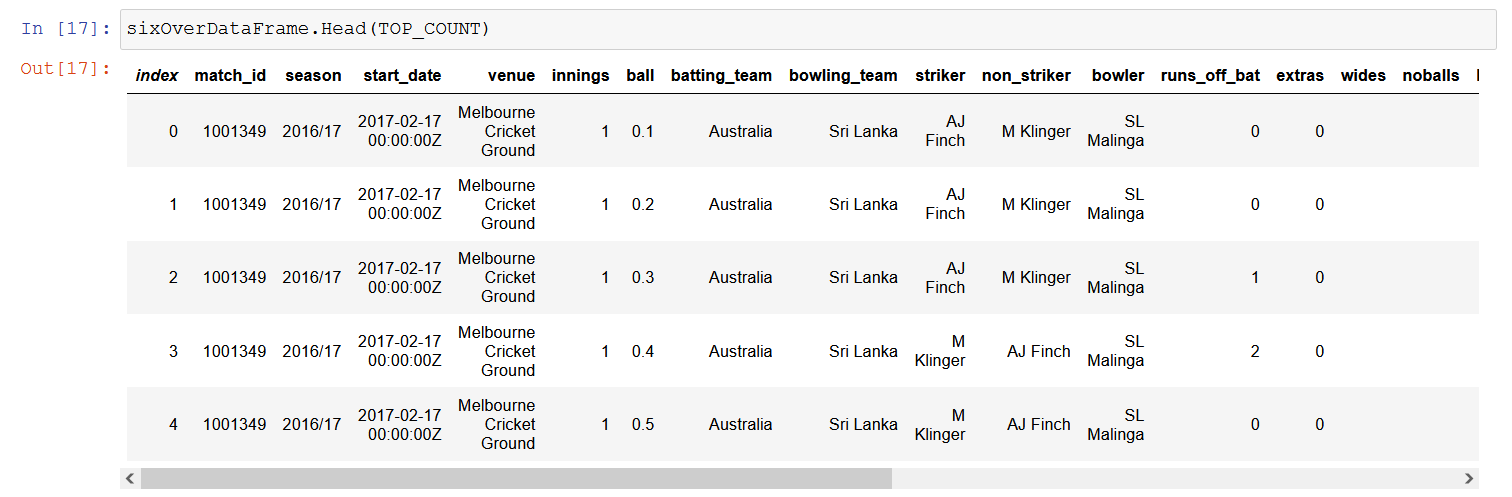 In [17]: sixOverDataFrame.Head(TOP_COUNT)
Out[17]:
index match_id season start_date venue innings ball batting_team bowling_team striker non_striker bowler runs_off_bat extras wides noballs
0 1001349 2016/17 2017-02-17 00:00:00Z Melbourne Cricket Ground 1 0.1 Australia Sri Lanka AJ Finch M Klinger SL Malinga 0 0
1 1001349 2016/17 2017-02-17 00:00:00Z Melbourne Cricket Ground 1 0.2 Australia Sri Lanka AJ Finch M Klinger SL Malinga 0 0
2 1001349 2016/17 2017-02-17 00:00:00Z Melbourne Cricket Ground 1 0.3 Australia Sri Lanka AJ Finch M Klinger SL Malinga 1 0
3 1001349 2016/17 2017-02-17 00:00:00Z Melbourne Cricket Ground 1 0.4 Australia Sri Lanka M Klinger AJ Finch SL Malinga 2 0
4 1001349 2016/17 2017-02-17 00:00:00Z Melbourne Cricket Ground 1 0.5 Australia Sri Lanka M Klinger AJ Finch SL Malinga 0 0